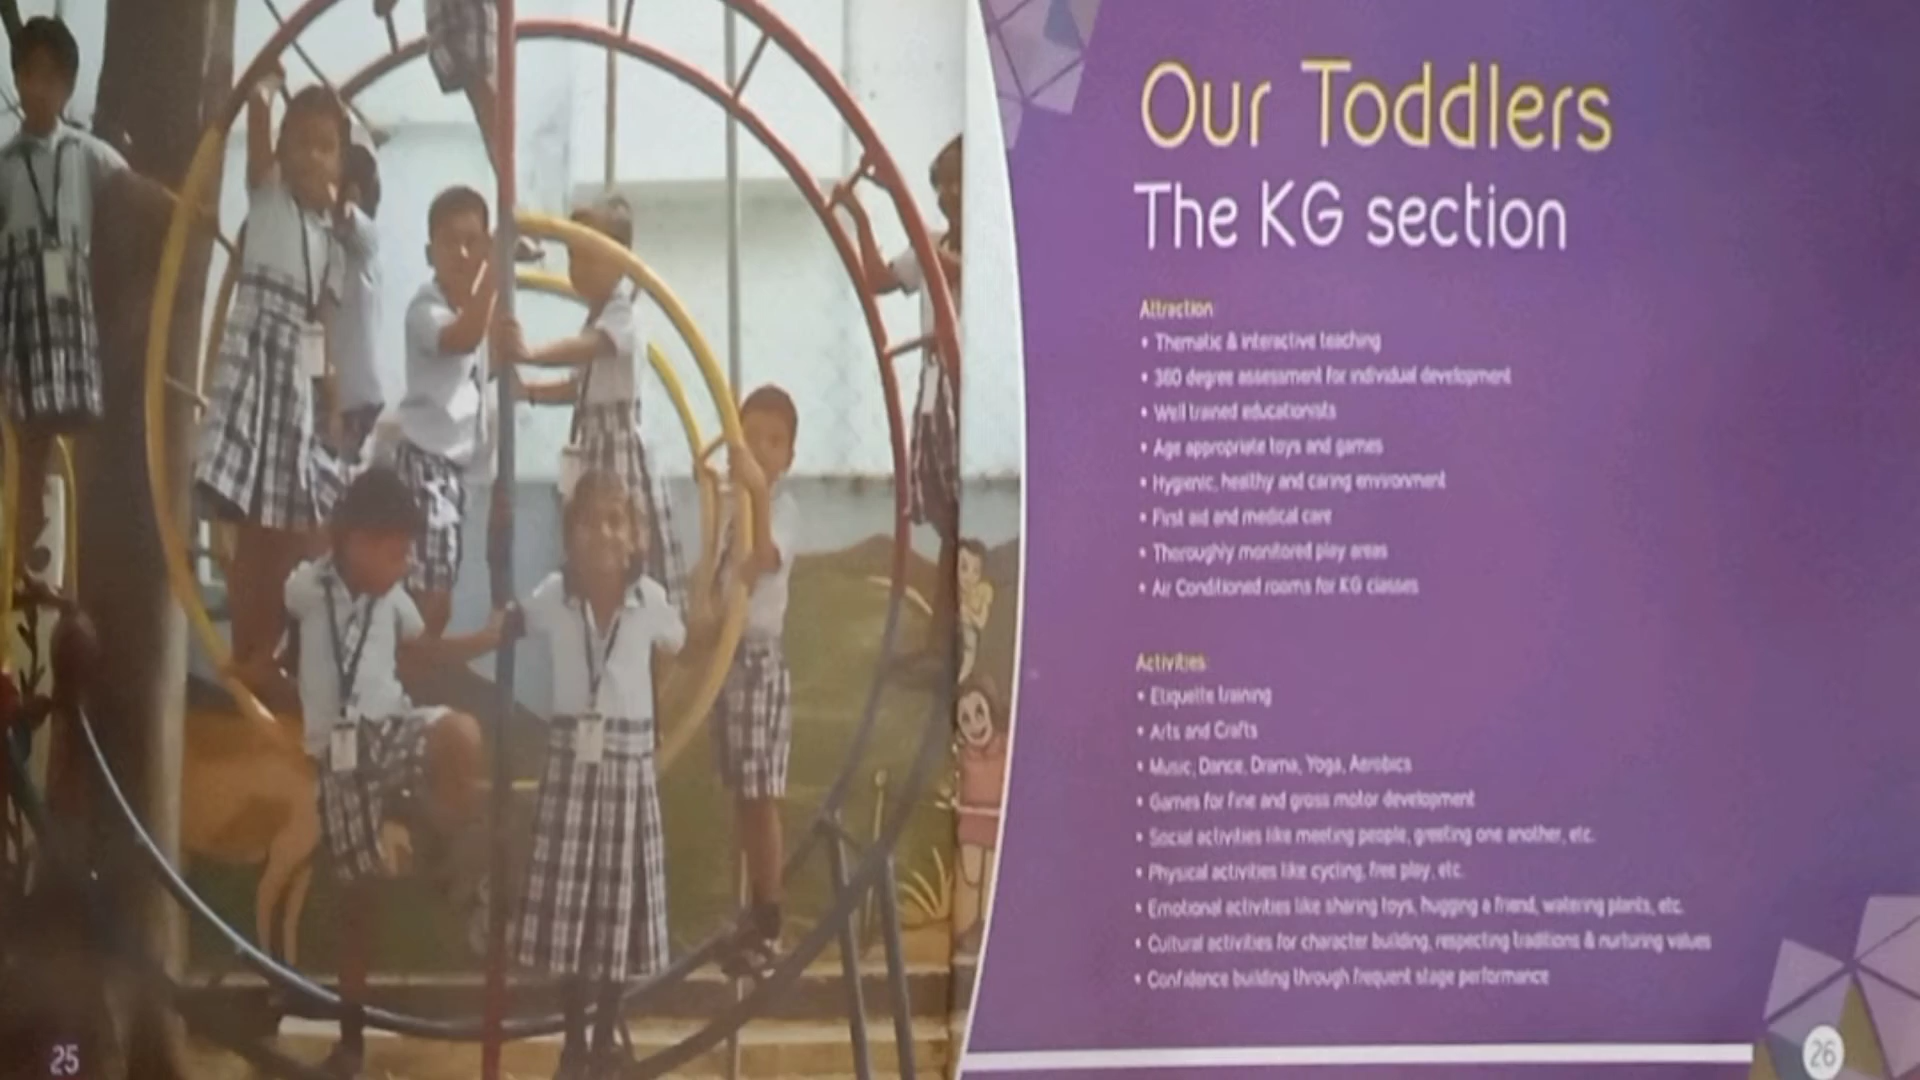 Our Toddlers
The KG section
Attraction
• Thematic & interactive teaching
• 360 degree assessment for individual development
• Well trained educationists
• Age appropriate toys and games
• Hygienic, healthy and caring environment
• First aid and medical care
• Thoroughly monitored play areas
• Air Conditioned rooms for KG classes
Activities
• Etiquette training
• Arts and Crafts
• Music, Dance, Drama, Yoga, Aerobics
• Games for fine and gross motor development
• Social activities like meeting people, greeting one another, etc.
• Physical activities like cycling, free play, etc.
• Emotional activities like sharing toys, hugging a friend, watering plants, etc.
• Cultural activities for character building, respecting traditions & nurturing values
• Confidence building through frequent stage performance
25
26